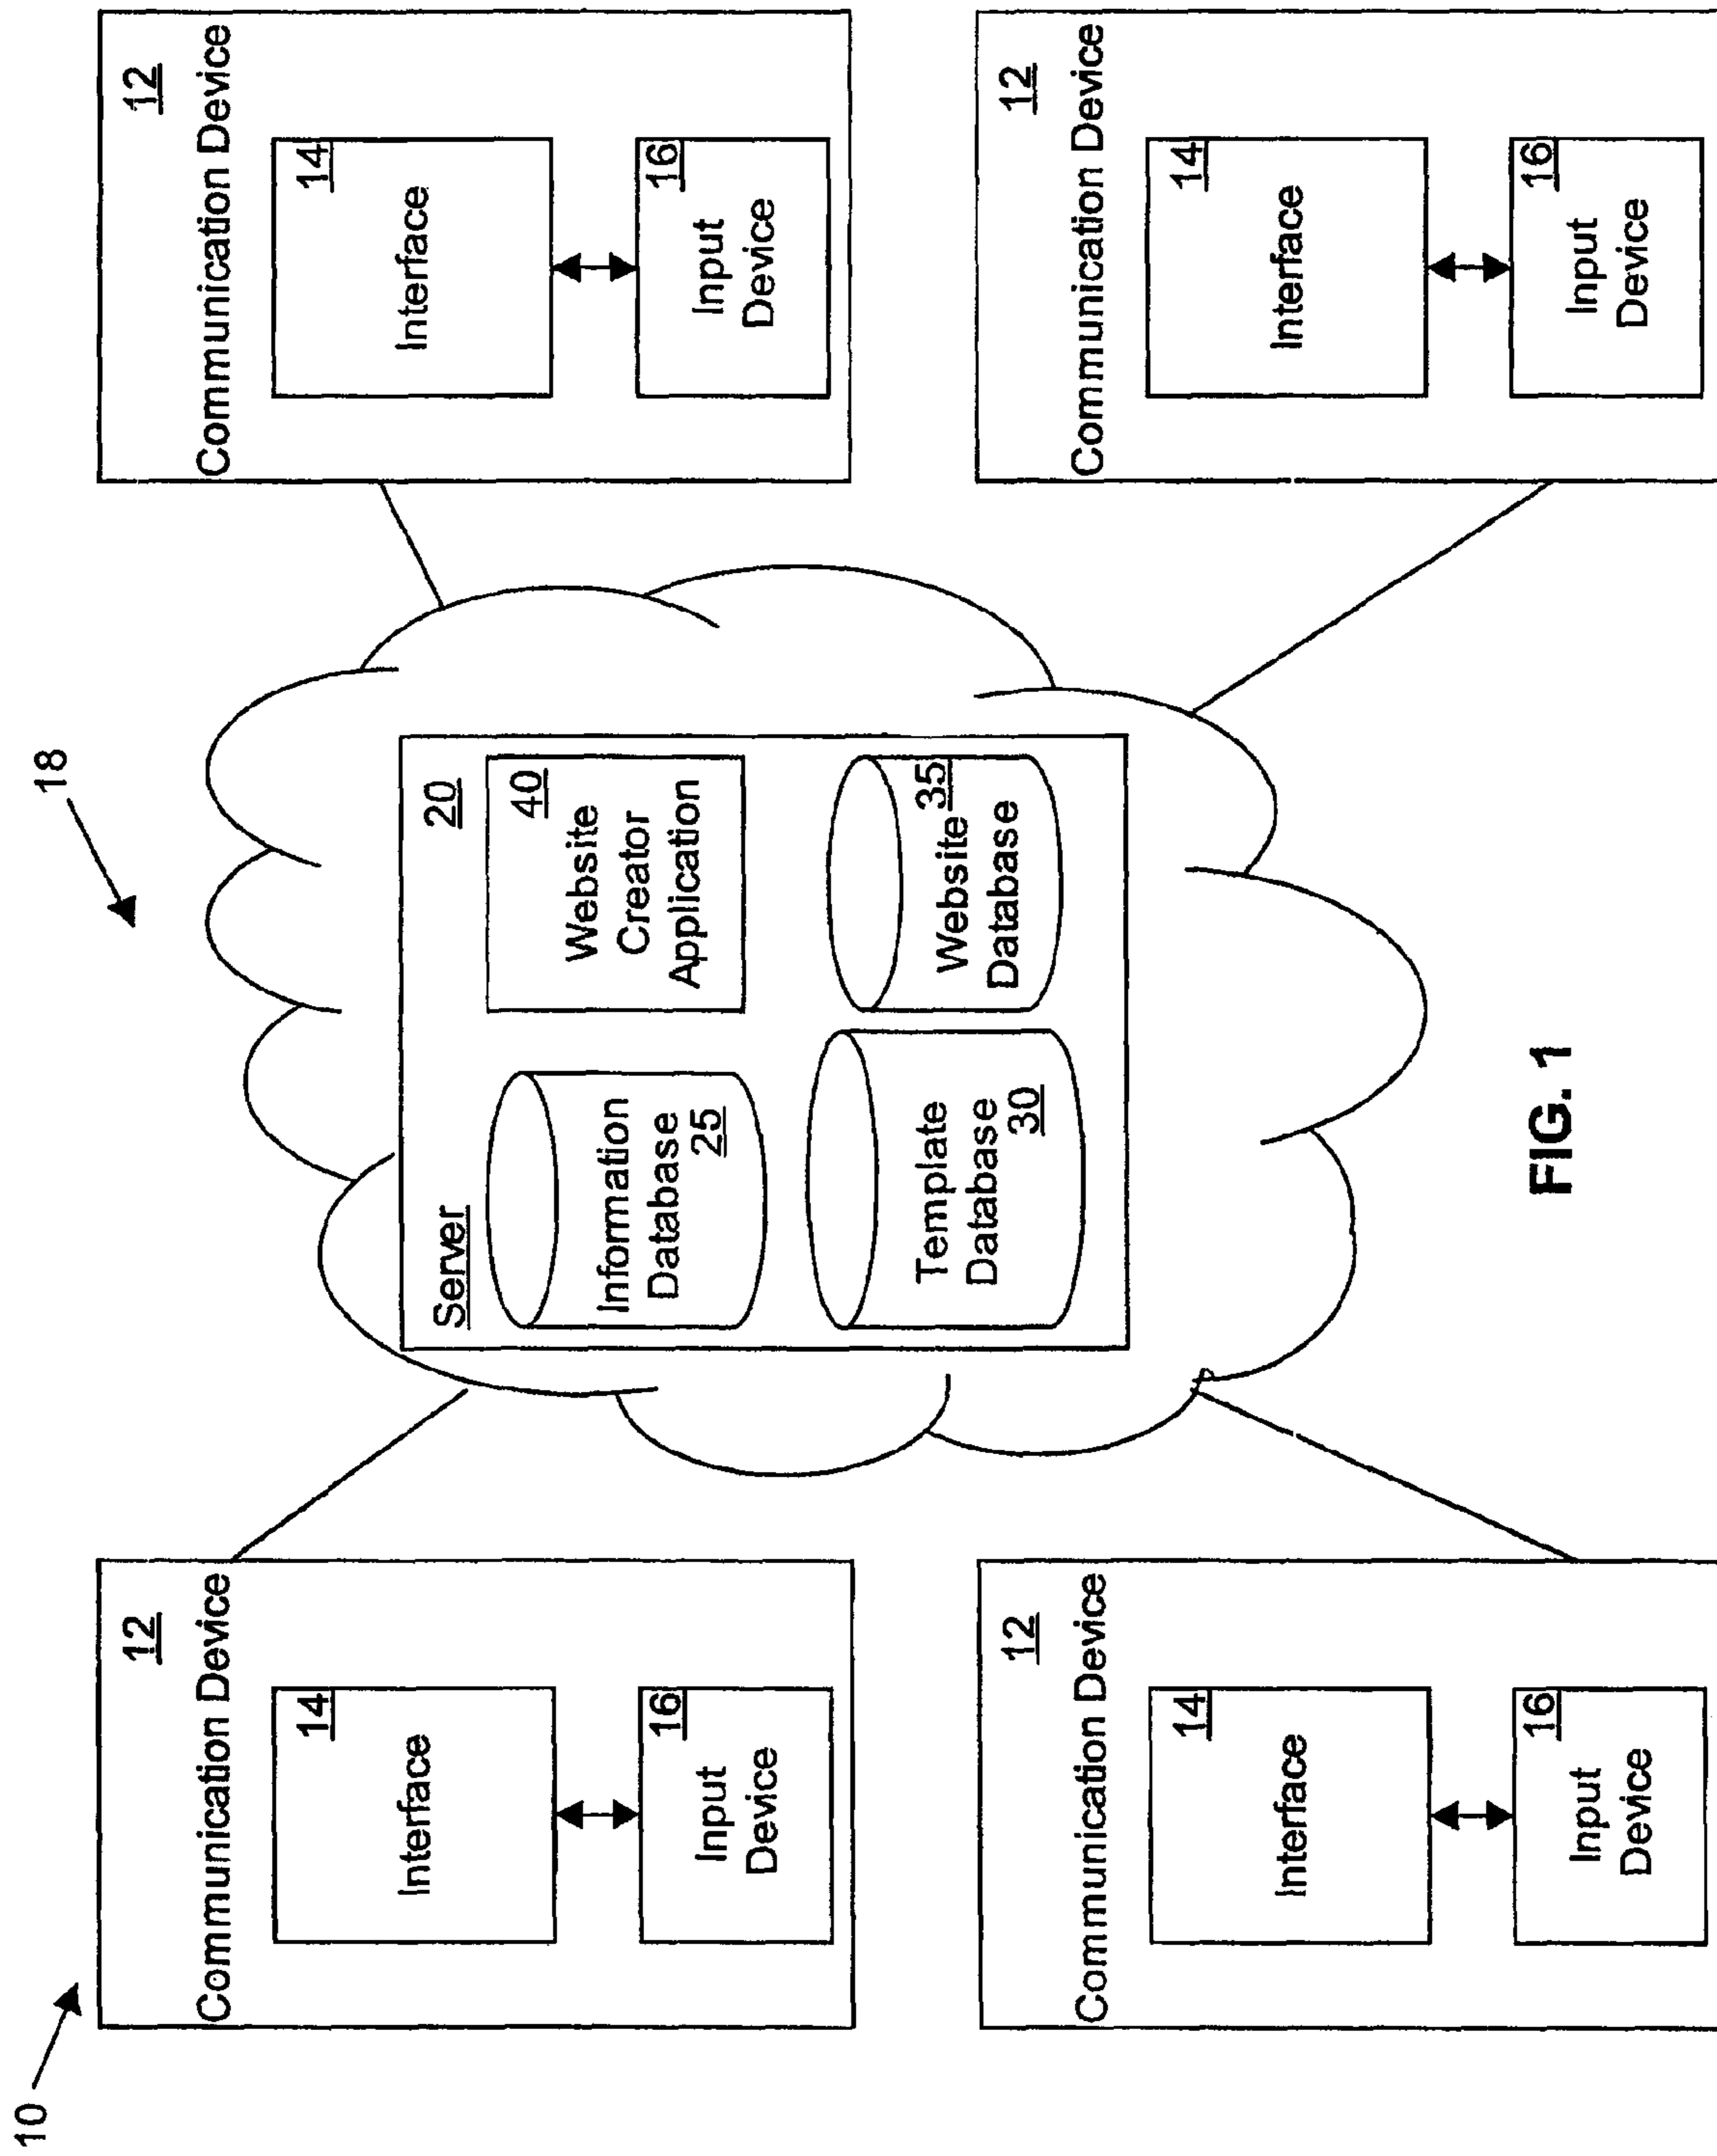 10
18
12
Communication Device
14
Interface
16
Input
Device
12
Communication Device
14
Interface
16
Input
Device
Server
20
Information
Database
25
40
Website
Creator
Application
Template
Database
30
35
Website
Database
12
Communication Device
14
Interface
16
Input
Device
12
Communication Device
14
Interface
16
Input
Device
FIG. 1